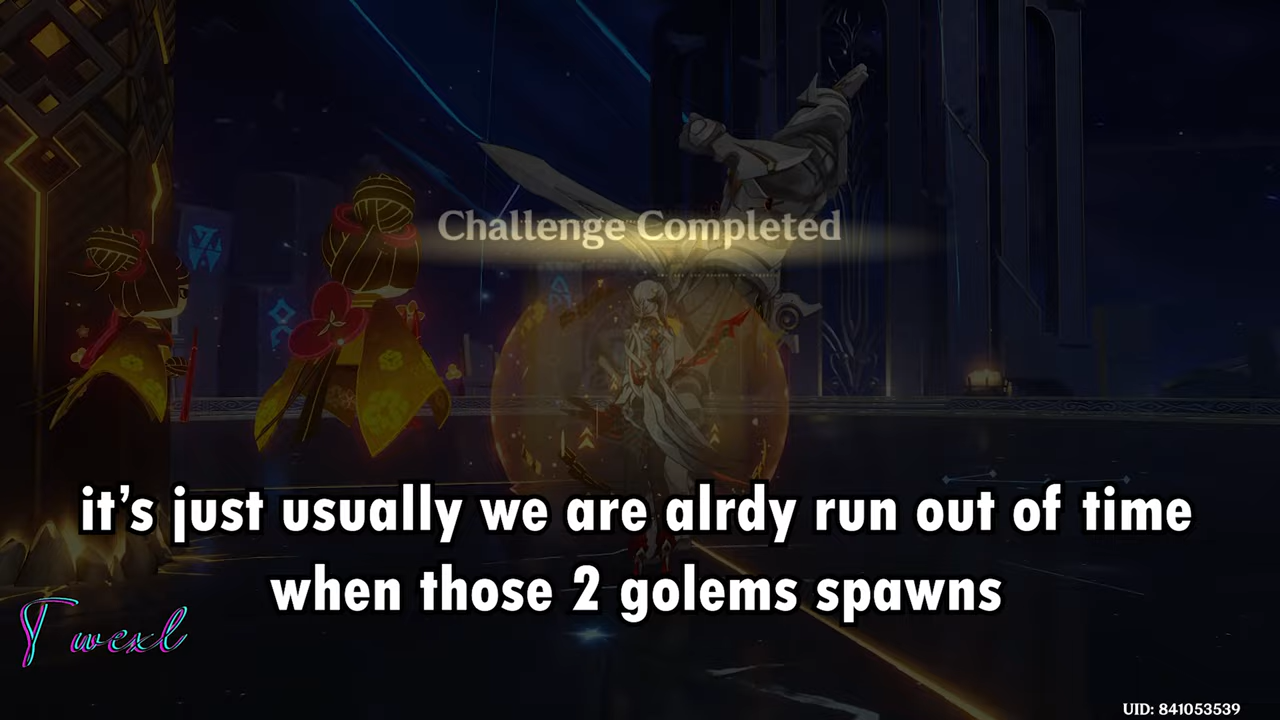 Challenge Completed
it's just usually we are alrdy run out of time
when those 2 golems spawns
Twexl
UID: 841053539